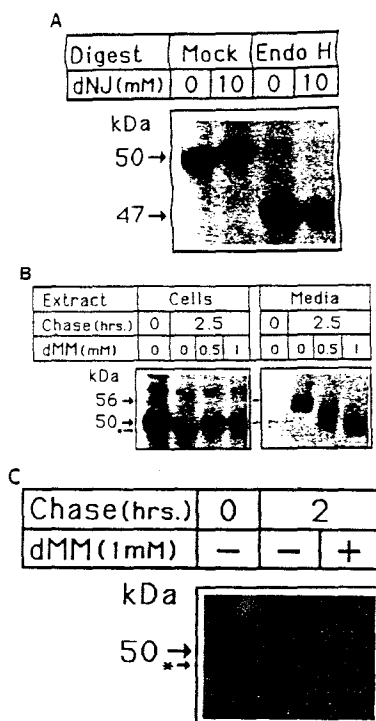 A
Digest Mock Endo H
dNJ(mM) 0 10 0 10
kDa
50→
47→
B
Extract Cells Media
Chase(hrs.) 0 2.5 0 2.5
dMM(mM) 0 0 0.5 1 0 0 0.5 1
kDa
56→
50→
*→
C
Chase(hrs.) 0 2
dMM(1mM) − − +
kDa
50→
*→